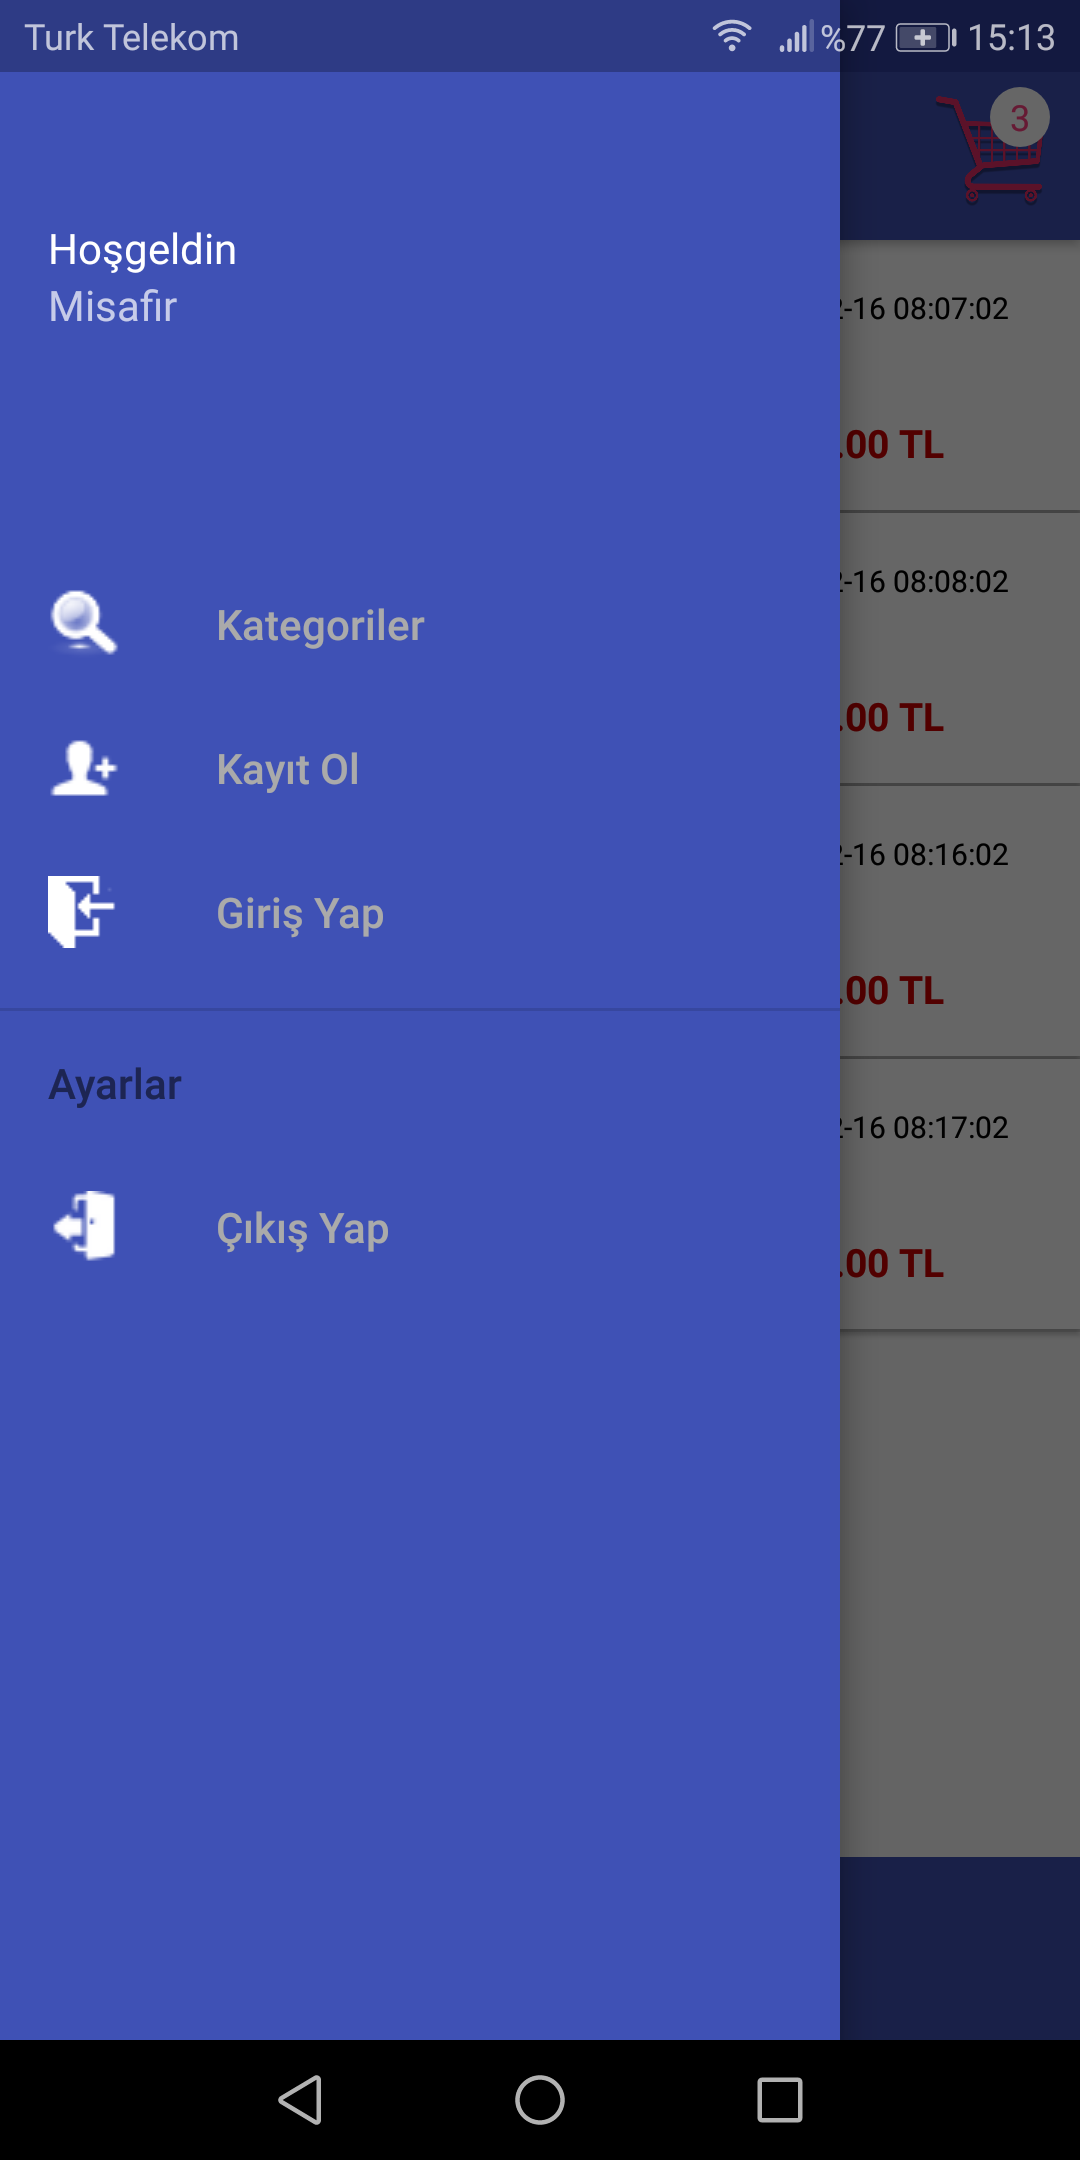 Turk Telekom %77 15:13
3
Hoşgeldin
Misafir
-16 08:07:02
.00 TL
-16 08:08:02
.00 TL
Kategoriler
Kayıt Ol
-16 08:16:02
Giriş Yap
.00 TL
Ayarlar
-16 08:17:02
Çıkış Yap
.00 TL